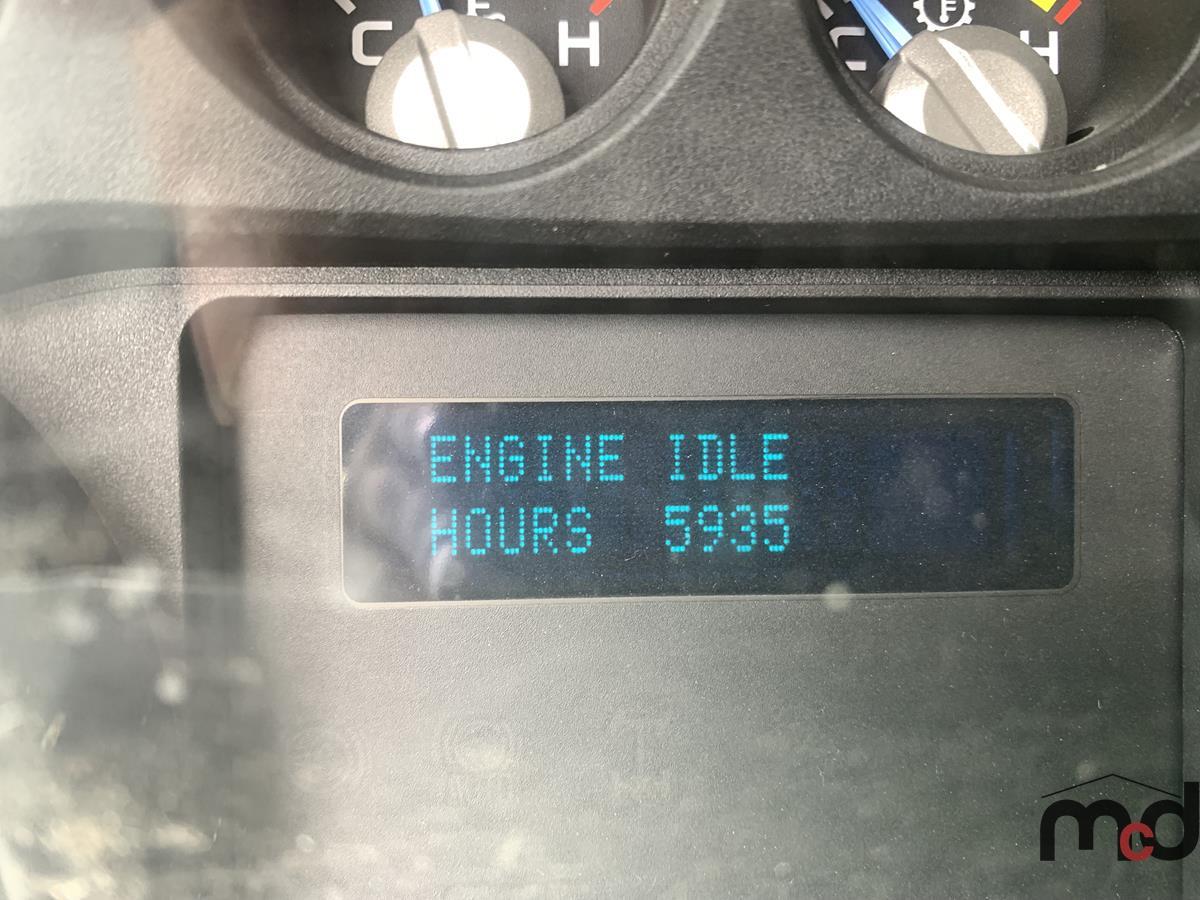 C H C H
ENGINE IDLE
HOURS 5935
mcd